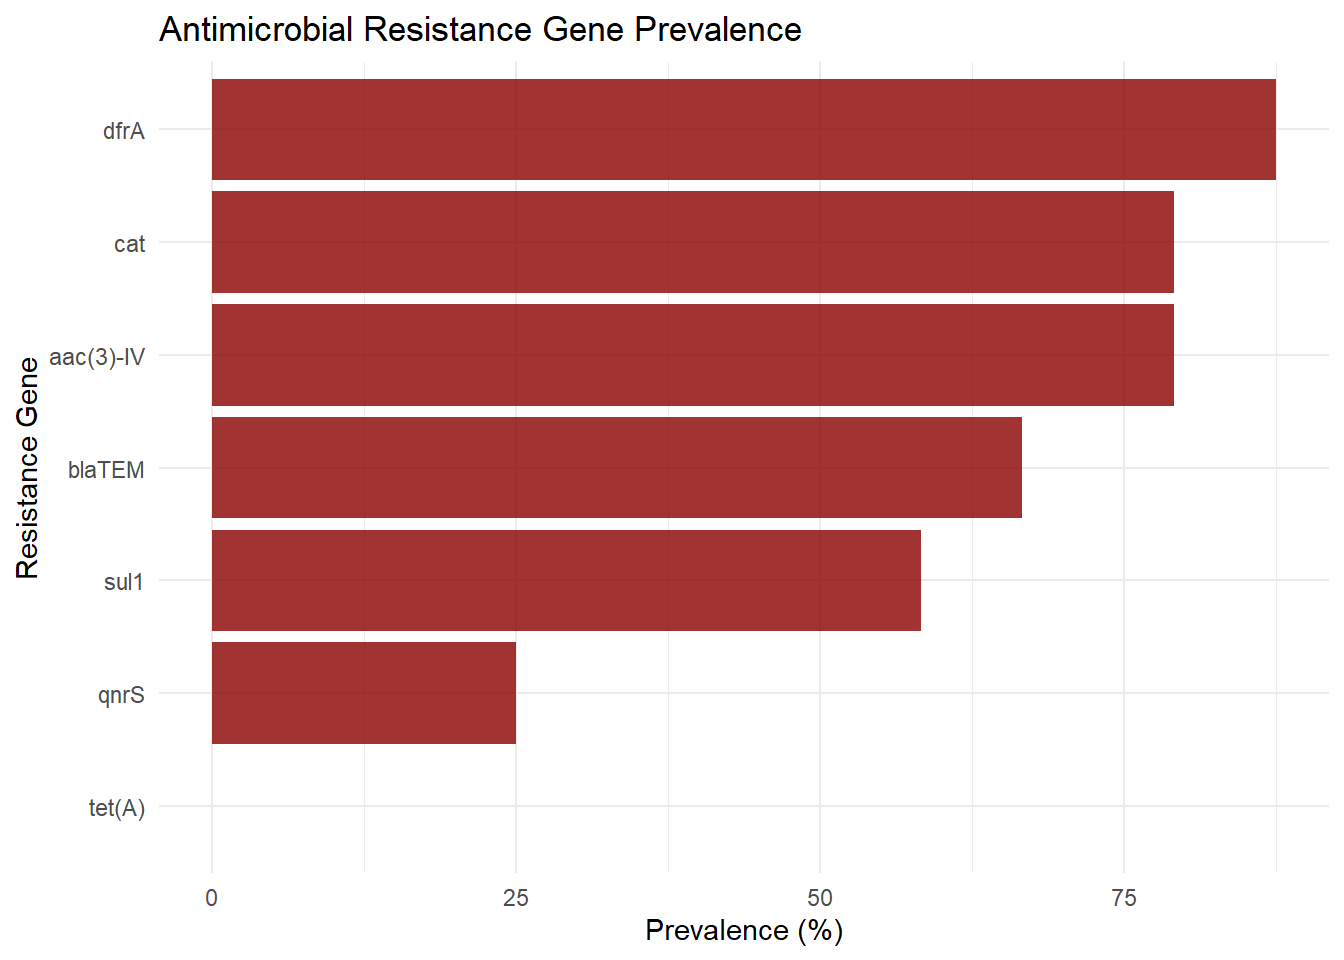 Antimicrobial Resistance Gene Prevalence
Resistance Gene
dfrA
cat
aac(3)-IV
blaTEM
sul1
qnrS
tet(A)
0 25 50 75
Prevalence (%)